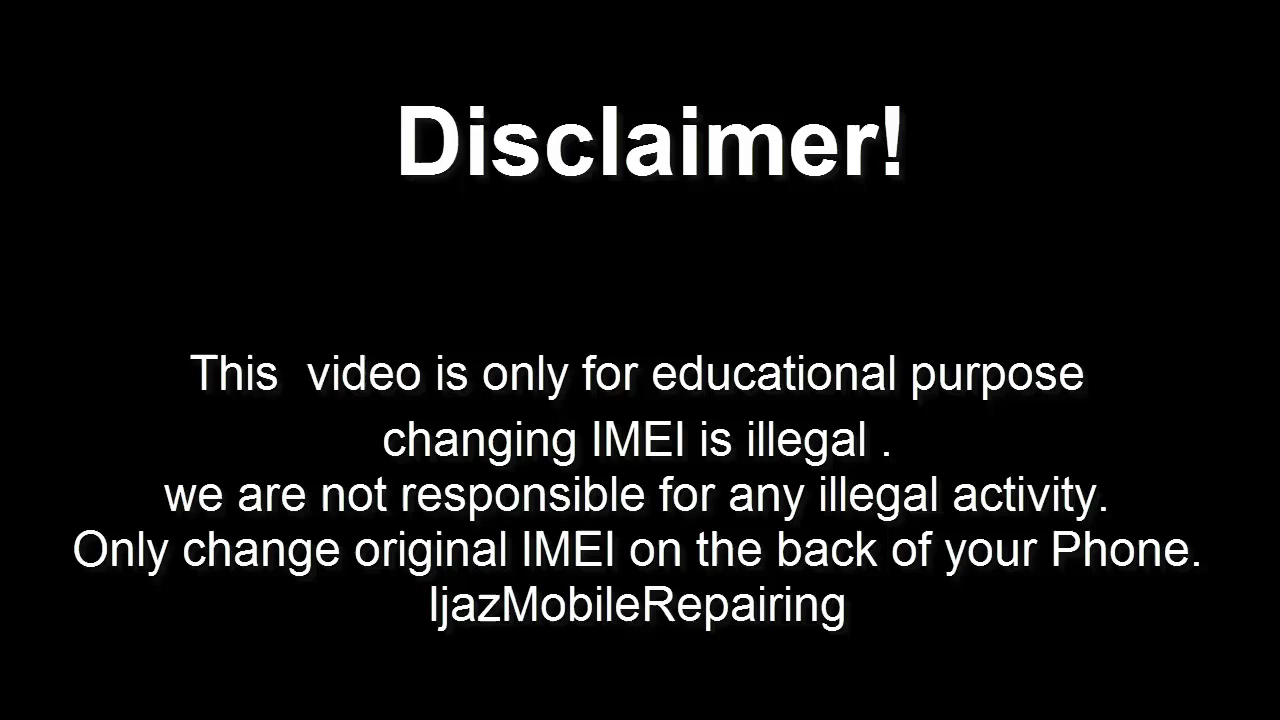 Disclaimer!
This video is only for educational purpose
changing IMEI is illegal .
we are not responsible for any illegal activity.
Only change original IMEI on the back of your Phone.
IjazMobileRepairing